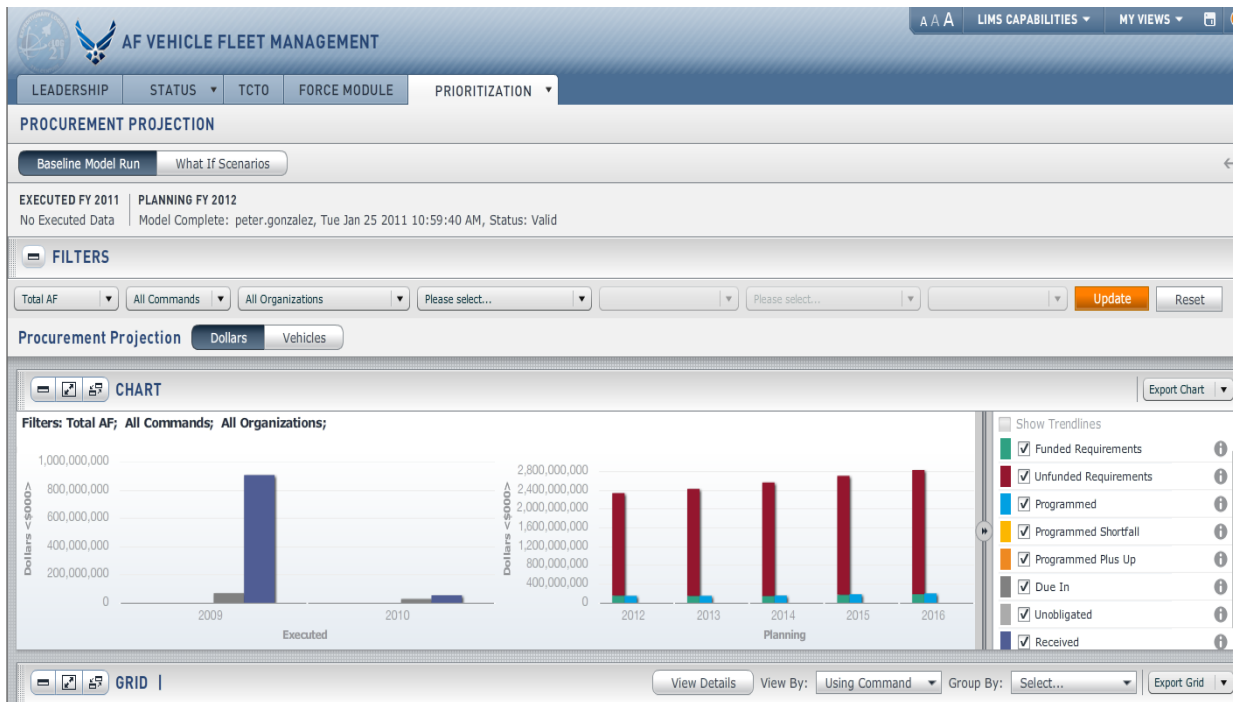 A A A LIMS CAPABILITIES MY VIEWS
AF VEHICLE FLEET MANAGEMENT
LEADERSHIP STATUS TCTO FORCE MODULE PRIORITIZATION
PROCUREMENT PROJECTION
Baseline Model Run What If Scenarios
EXECUTED FY 2011 PLANNING FY 2012
No Executed Data Model Complete: peter.gonzalez, Tue Jan 25 2011 10:59:40 AM, Status: Valid
FILTERS
Total AF All Commands All Organizations Please select... Please select... Update Reset
Procurement Projection Dollars Vehicles
CHART Export Chart
Filters: Total AF; All Commands; All Organizations;
Dollars <$000>
1,000,000,000
800,000,000
600,000,000
400,000,000
200,000,000
0
2009 2010
Executed
Dollars <$000>
2,800,000,000
2,400,000,000
2,000,000,000
1,600,000,000
1,200,000,000
800,000,000
400,000,000
0
2012 2013 2014 2015 2016
Planning
Show Trendlines
Funded Requirements
Unfunded Requirements
Programmed
Programmed Shortfall
Programmed Plus Up
Due In
Unobligated
Received
GRID | View Details View By: Using Command Group By: Select... Export Grid